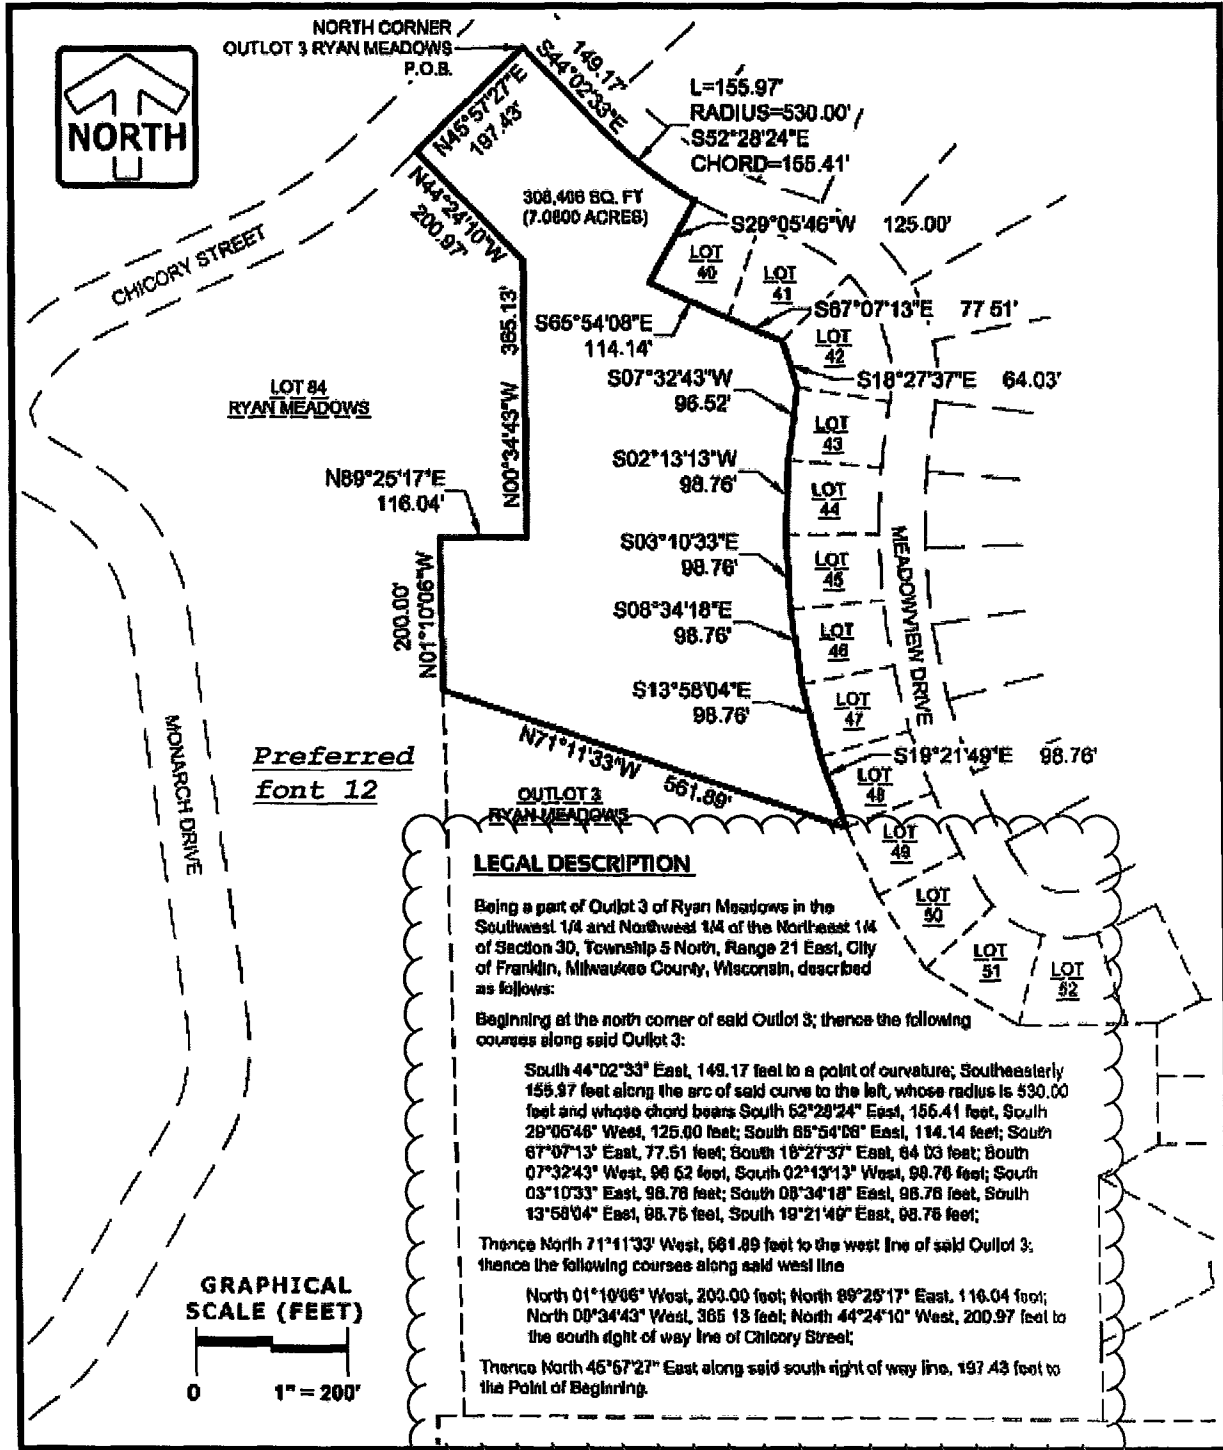 NORTH CORNER
OUTLOT 3 RYAN MEADOWS
P.O.B.
NORTH
N45°57'27"E
197.43'
149.17'
S44°02'33"E
L=155.97'
RADIUS=530.00'
S52°28'24"E
CHORD=155.41'
N44°24'10"W
200.97'
(7.0800 ACRES)
S29°05'46"W 125.00'
CHICORY STREET
LOT
40
LOT
41
S65°54'08"E
114.14'
S67°07'13"E 77.51'
LOT
42
N00°34'43"W 365.13'
LOT 84
RYAN MEADOWS
S07°32'43"W
96.52'
S18°27'37"E 64.03'
LOT
43
N89°25'17"E
116.04'
S02°13'13"W
98.76'
LOT
44
S03°10'33"E
98.76'
LOT
45
MEADOWVIEW DRIVE
200.00'
N01°10'06"W
S08°34'18"E
98.76'
LOT
46
S13°58'04"E
98.76'
LOT
47
MONARCH DRIVE
Preferred
font 12
N71°11'33"W 561.89'
S19°21'49"E 98.76'
LOT
48
OUTLOT 3
RYAN MEADOWS
LOT
49
LOT
50
LOT
51
LOT
52
LEGAL DESCRIPTION
Being a part of Outlot 3 of Ryan Meadows in the
Southwest 1/4 and Northwest 1/4 of the Northeast 1/4
of Section 30, Township 5 North, Range 21 East, City
of Franklin, Milwaukee County, Wisconsin, described
as follows:
Beginning at the north corner of said Outlot 3; thence the following
courses along said Outlot 3:
South 44°02'33" East, 149.17 feet to a point of curvature; Southeasterly
155.97 feet along the arc of said curve to the left, whose radius is 530.00
feet and whose chord bears South 52°28'24" East, 155.41 feet, South
29°05'46" West, 125.00 feet; South 65°54'08" East, 114.14 feet; South
67°07'13" East, 77.51 feet; South 18°27'37" East, 64.03 feet; South
07°32'43" West, 96.52 feet, South 02°13'13" West, 98.76 feet; South
03°10'33" East, 98.76 feet; South 08°34'18" East, 98.76 feet, South
13°58'04" East, 98.76 feet, South 19°21'49" East, 98.76 feet;
Thence North 71°11'33" West, 561.89 feet to the west line of said Outlot 3;
thence the following courses along said west line
North 01°10'06" West, 200.00 feet; North 89°25'17" East, 116.04 feet;
North 00°34'43" West, 365.13 feet; North 44°24'10" West, 200.97 feet to
the south right of way line of Chicory Street;
Thence North 45°57'27" East along said south right of way line, 197.43 feet to
the Point of Beginning.
GRAPHICAL
SCALE (FEET)
0 1" = 200'